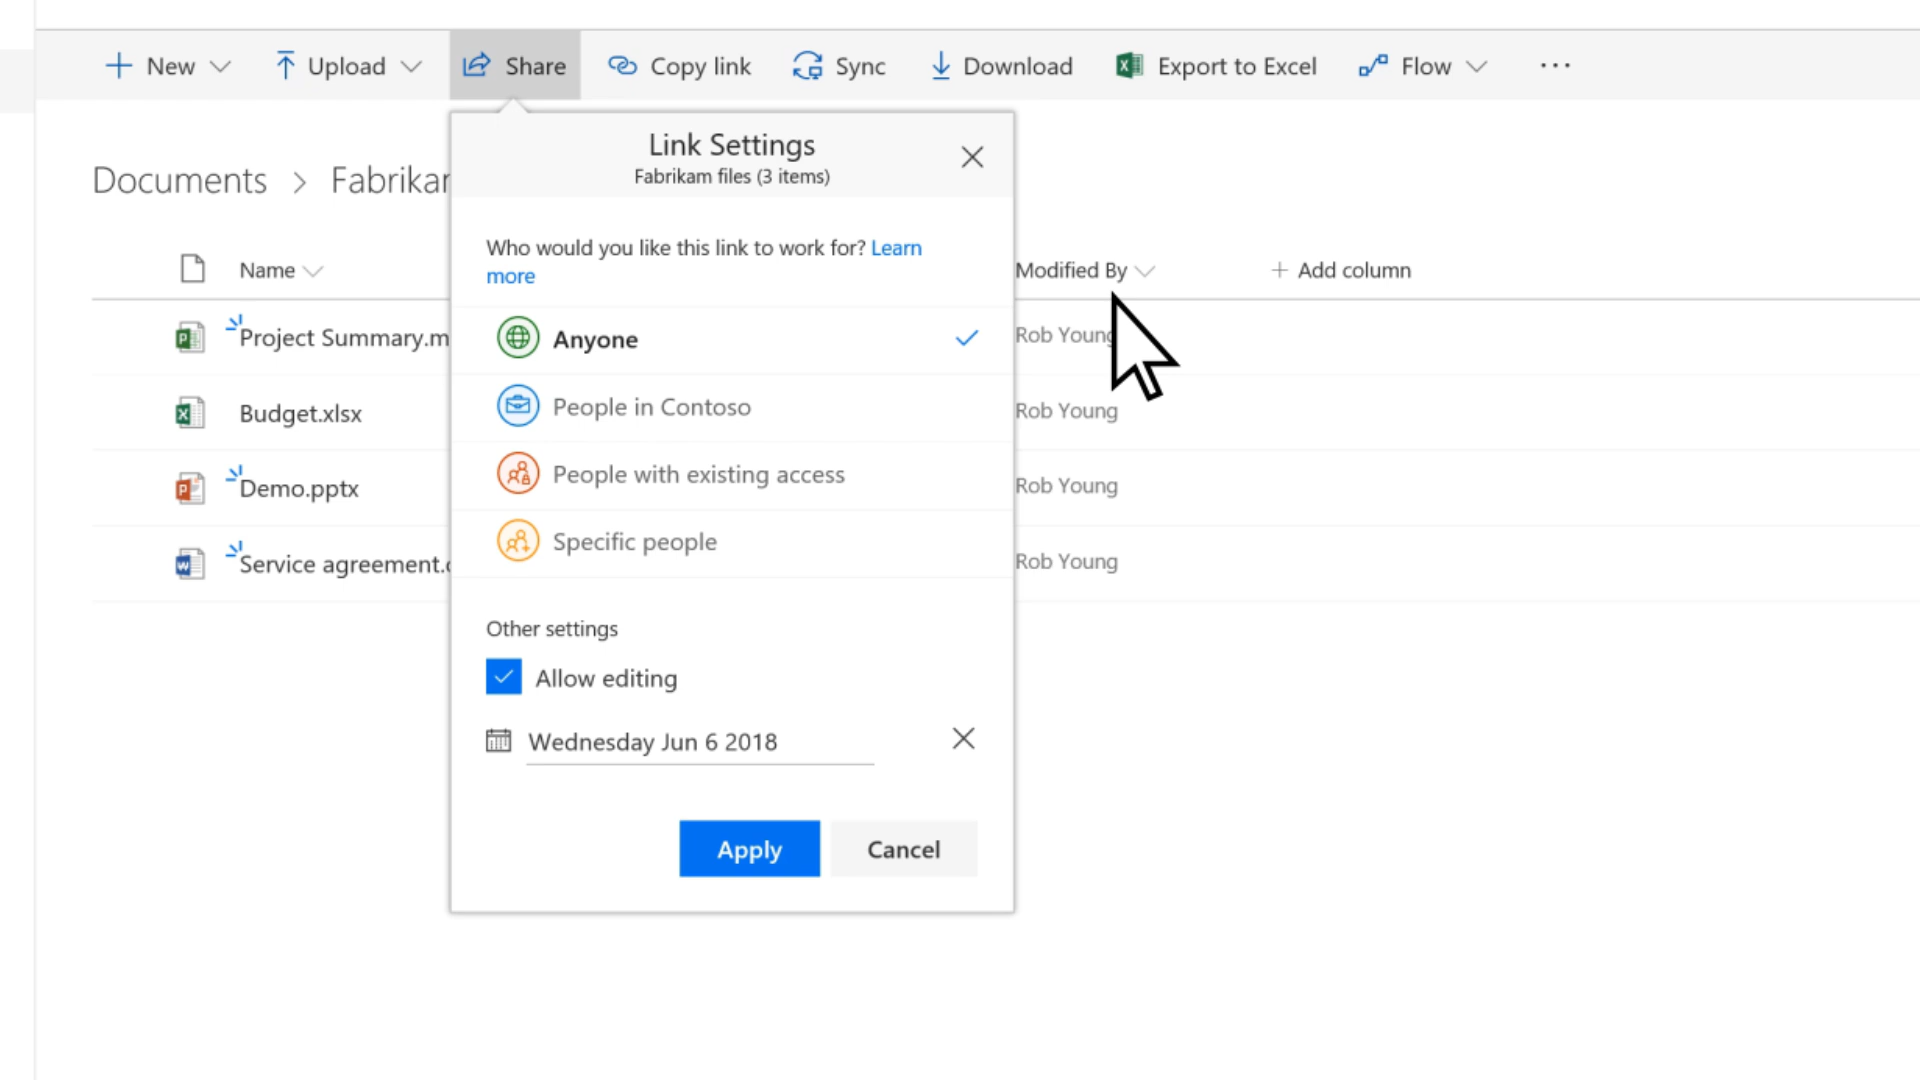 New Upload Share Copy link Sync Download Export to Excel Flow ...
Link Settings
Fabrikam files (3 items)
Documents > Fabrikar
Who would you like this link to work for? Learn
more
Name Modified By + Add column
Project Summary.m Rob Young
Budget.xlsx Rob Young
Demo.pptx Rob Young
Service agreement. Rob Young
Anyone
People in Contoso
People with existing access
Specific people
Other settings
Allow editing
Wednesday Jun 6 2018
Apply Cancel